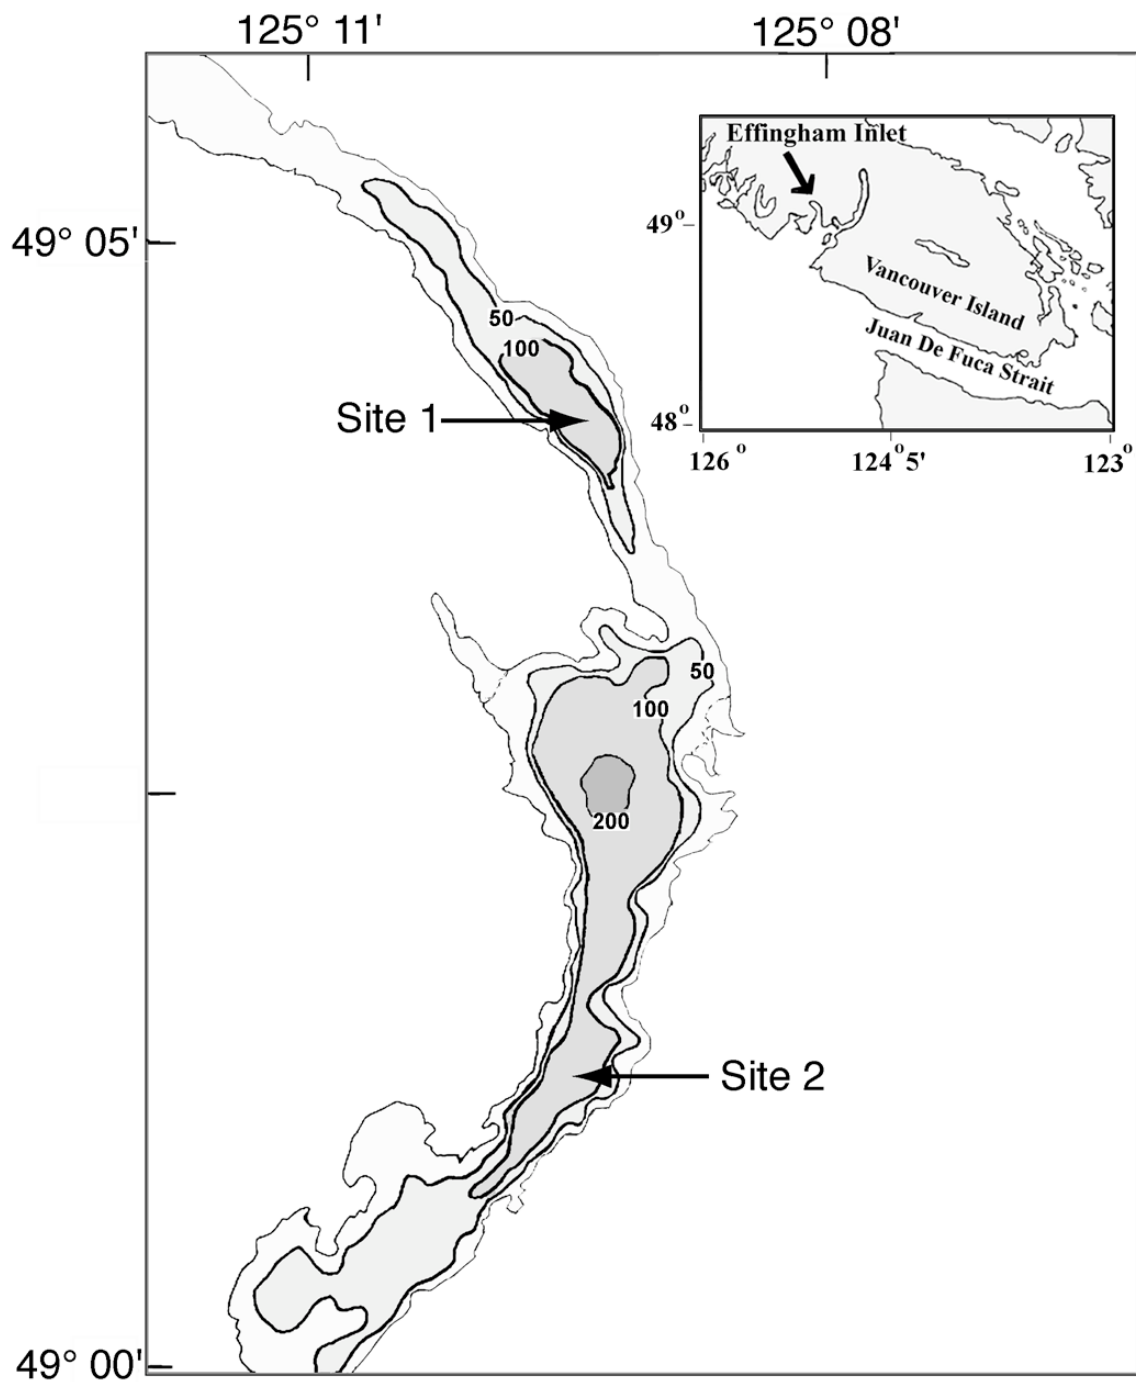 125° 11'
125° 08'
Effingham Inlet
49° 05'
49°
Vancouver Island
50
Juan De Fuca Strait
100
Site 1
48°
126°
124°5'
123°
50
100
200
Site 2
49° 00'